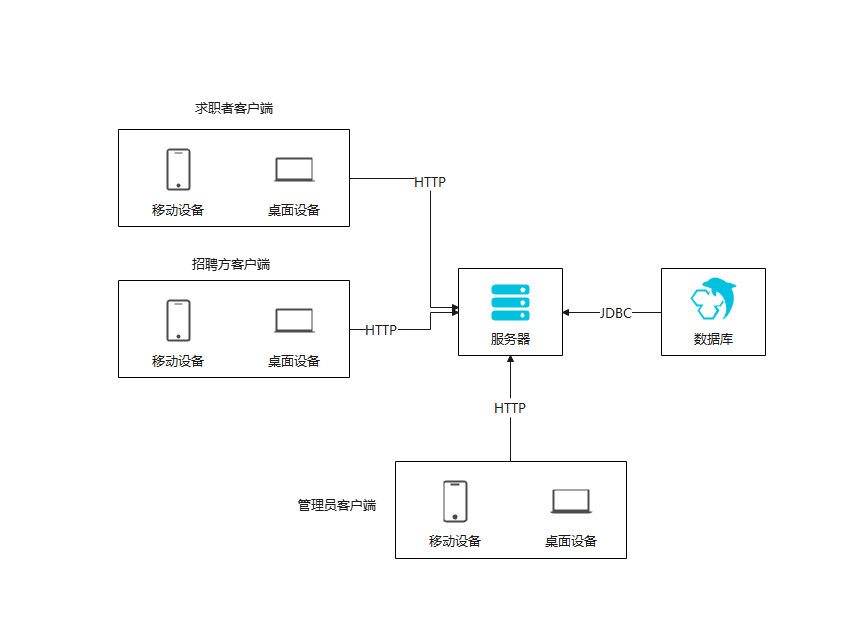 求职者客户端
移动设备
桌面设备
HTTP
招聘方客户端
移动设备
桌面设备
HTTP
服务器
JDBC
数据库
HTTP
管理员客户端
移动设备
桌面设备